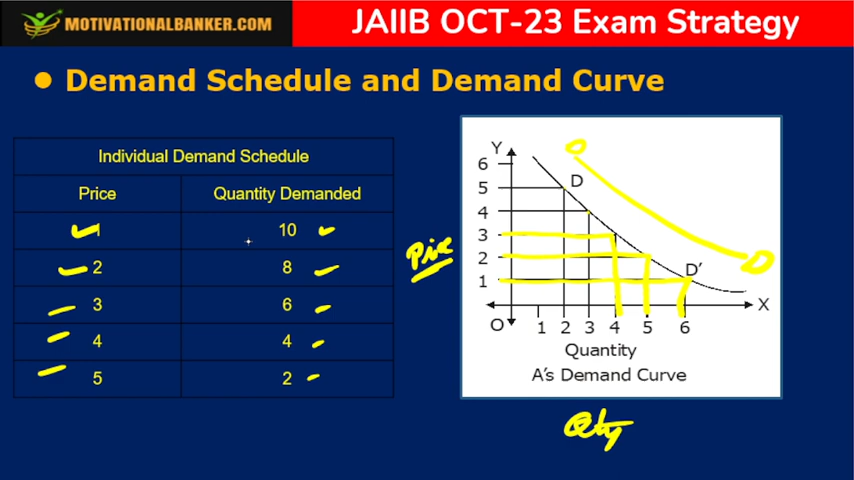 MOTIVATIONALBANKER.COM
JAIIB OCT-23 Exam Strategy
Demand Schedule and Demand Curve
Individual Demand Schedule
Price Quantity Demanded
1 10
2 8
3 6
4 4
5 2
Price
Y
6
5
4
3
2
1
O 1 2 3 4 5 6 X
D
D
D
D'
Quantity
A's Demand Curve
Qty